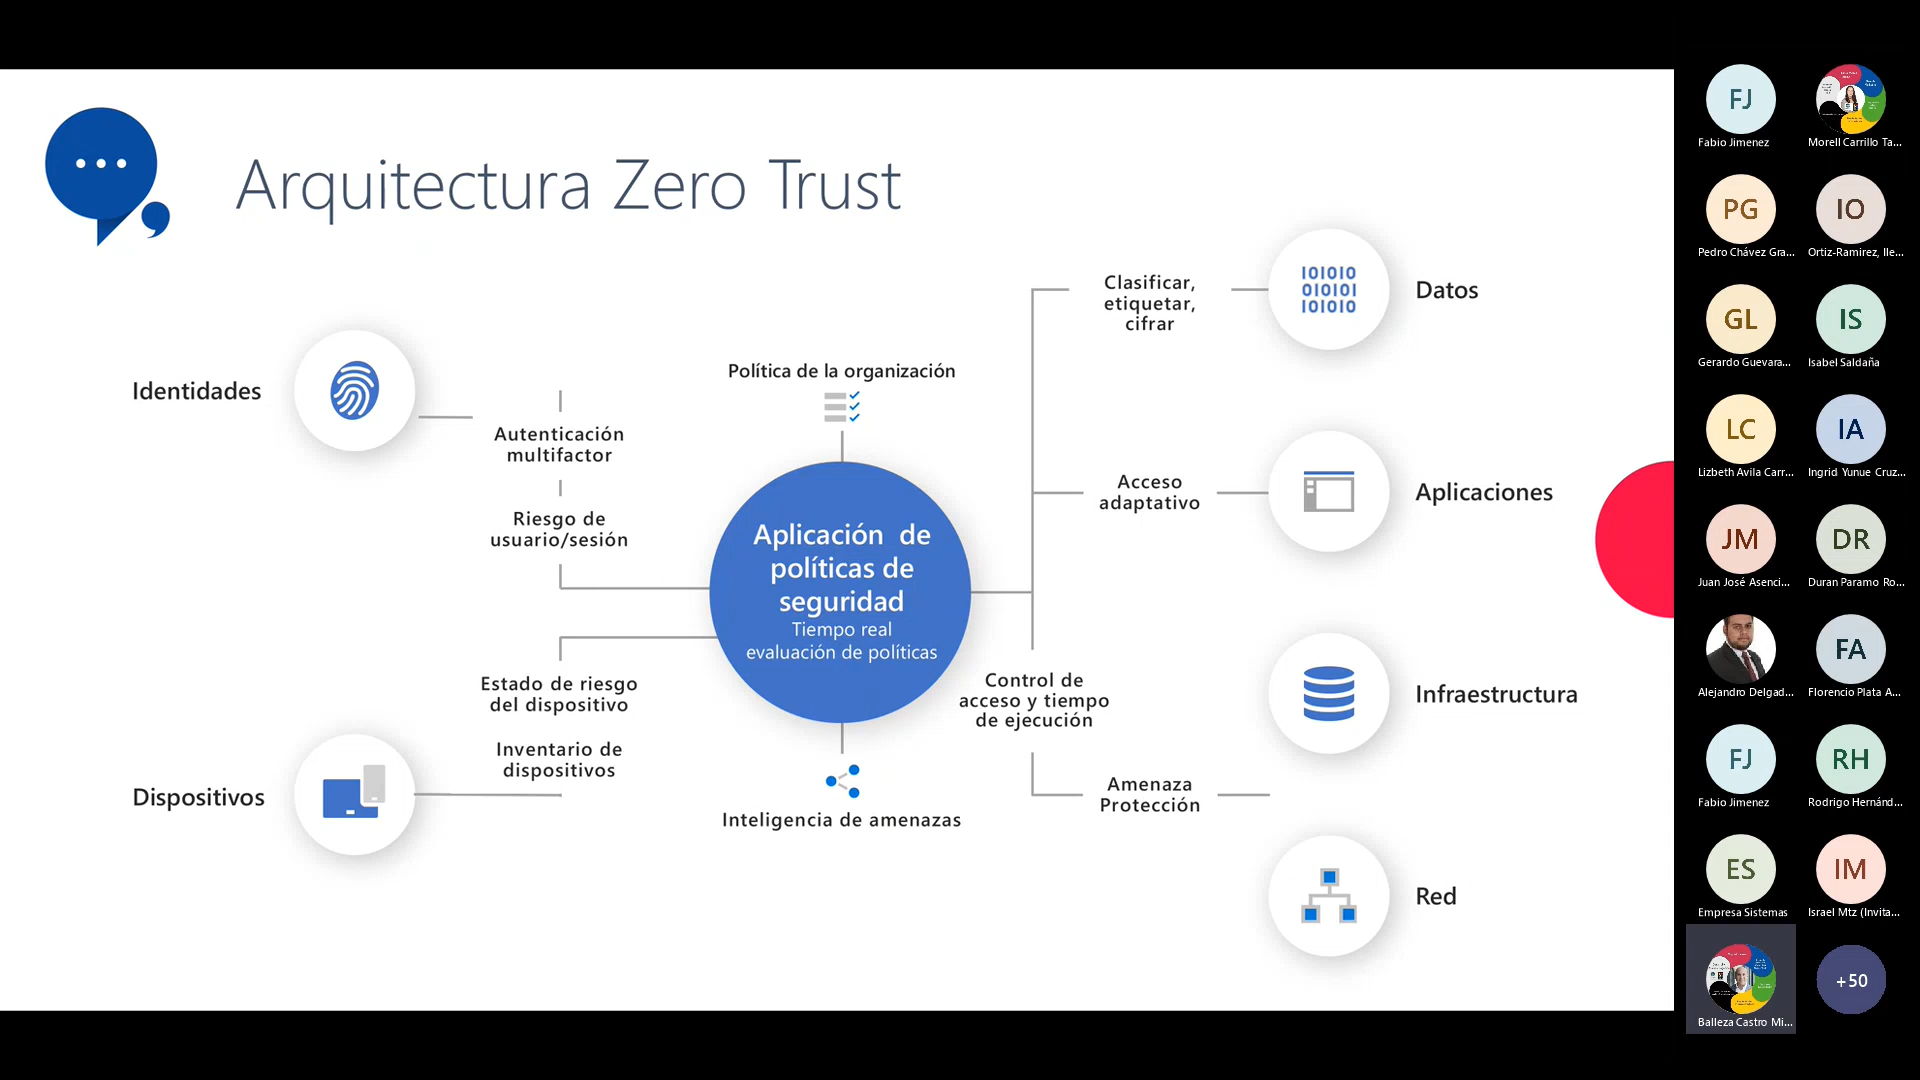 Arquitectura Zero Trust
Identidades
Autenticación
multifactor
Riesgo de
usuario/sesión
Estado de riesgo
del dispositivo
Inventario de
dispositivos
Dispositivos
Política de la organización
Aplicación de
políticas de
seguridad
Tiempo real
evaluación de políticas
Inteligencia de amenazas
Clasificar,
etiquetar,
cifrar
101010
010101
101010
Datos
Acceso
adaptativo
Aplicaciones
Control de
acceso y tiempo
de ejecución
Infraestructura
Amenaza
Protección
Red
FJ
Fabio Jimenez
Morell Carrillo Ta...
PG
Pedro Chávez Gra...
IO
Ortiz-Ramirez, Ile...
GL
Gerardo Guevara...
IS
Isabel Saldaña
LC
Lizbeth Avila Carr...
IA
Ingrid Yunue Cruz...
JM
Juan José Asenci...
DR
Duran Paramo Ro...
Alejandro Delgad...
FA
Florencio Plata A...
FJ
Fabio Jimenez
RH
Rodrigo Hernánd...
ES
Empresa Sistemas
IM
Israel Mtz (Invita...
Balleza Castro Mi...
+50